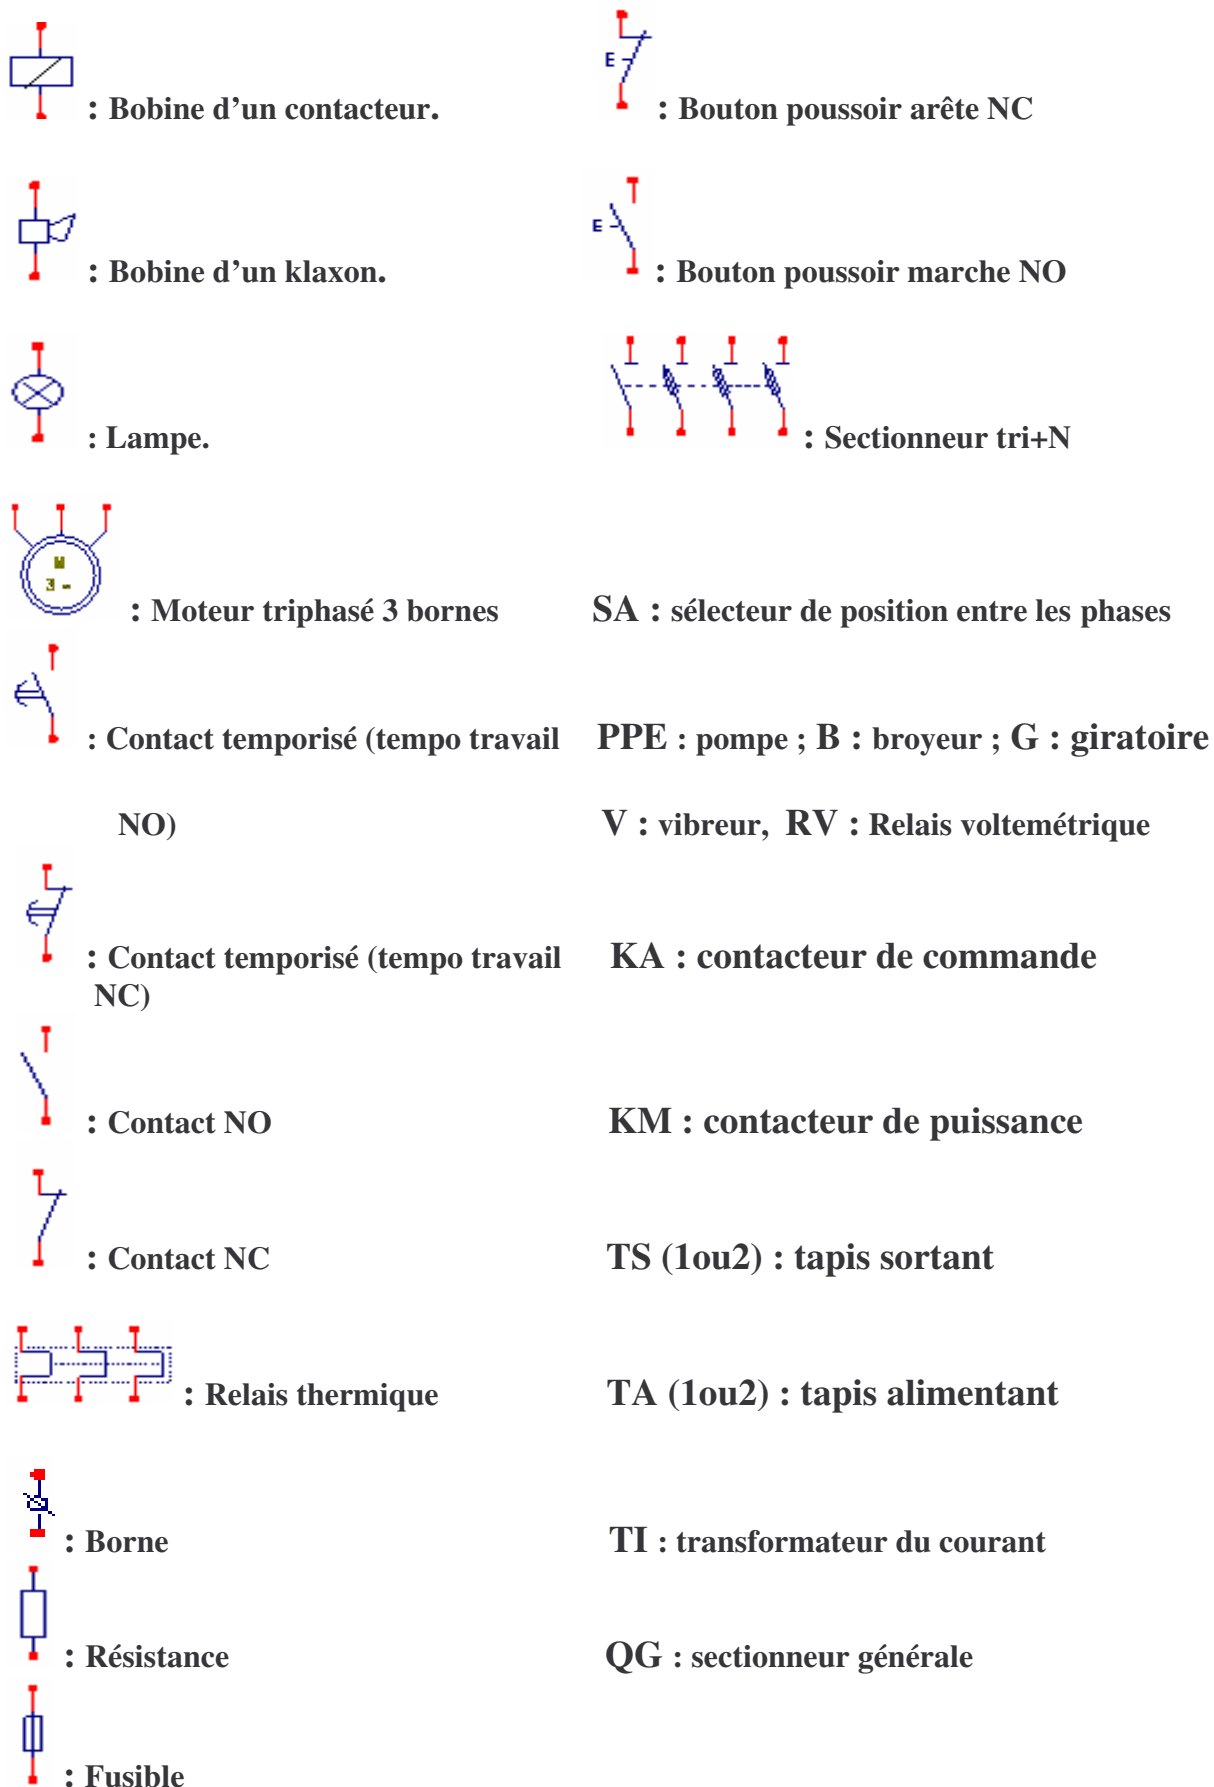 : Bobine d’un contacteur.
E
: Bouton poussoir arête NC
: Bobine d’un klaxon.
E
: Bouton poussoir marche NO
: Lampe.
: Sectionneur tri+N
M
3 ~
: Moteur triphasé 3 bornes
SA : sélecteur de position entre les phases
: Contact temporisé (tempo travail
NO)
PPE : pompe ; B : broyeur ; G : giratoire
V : vibreur, RV : Relais voltemétrique
: Contact temporisé (tempo travail
NC)
KA : contacteur de commande
: Contact NO
KM : contacteur de puissance
: Contact NC
TS (1ou2) : tapis sortant
: Relais thermique
TA (1ou2) : tapis alimentant
: Borne
TI : transformateur du courant
: Résistance
QG : sectionneur générale
: Fusible